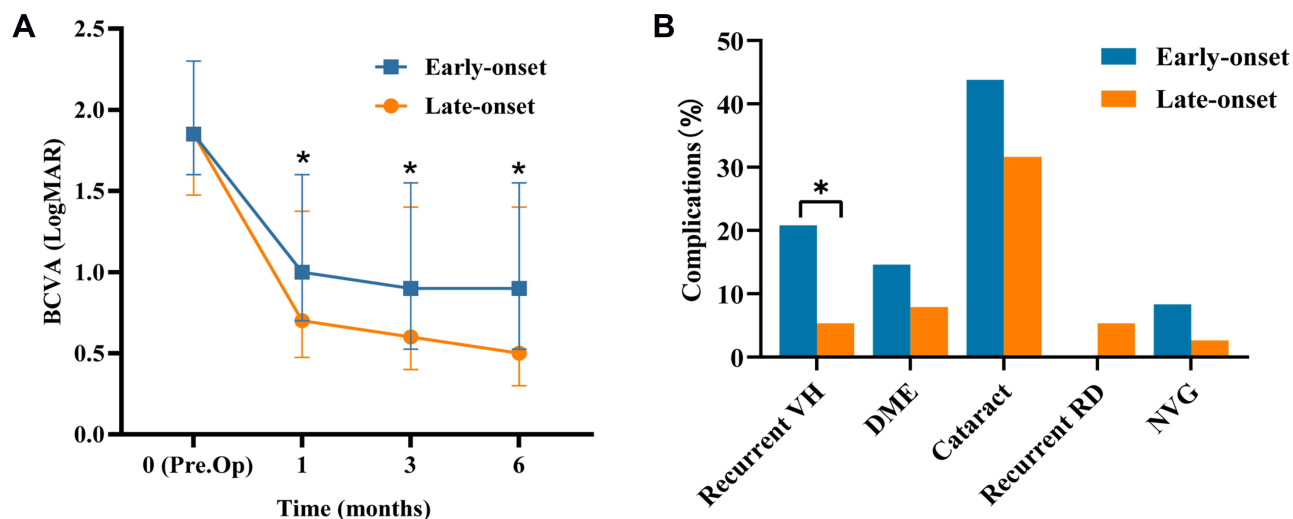 A
BCVA (LogMAR)
2.5
2.0
1.5
1.0
0.5
0.0
Early-onset
Late-onset
*
*
*
0 (Pre.Op)
1
3
6
Time (months)
B
Complications(%)
50
40
30
20
10
0
Early-onset
Late-onset
*
Recurrent VH
DME
Cataract
Recurrent RD
NVG